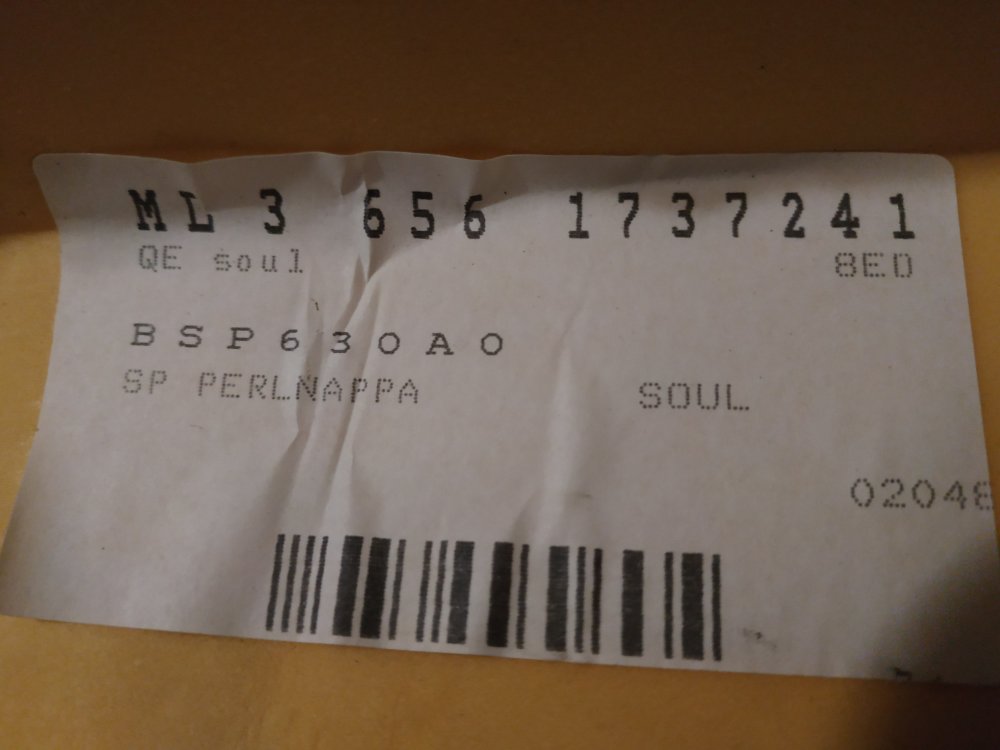 ML 3 656 1737241
QE soul 8ED
BSP630A0
SP PERLNAPPA SOUL
02048